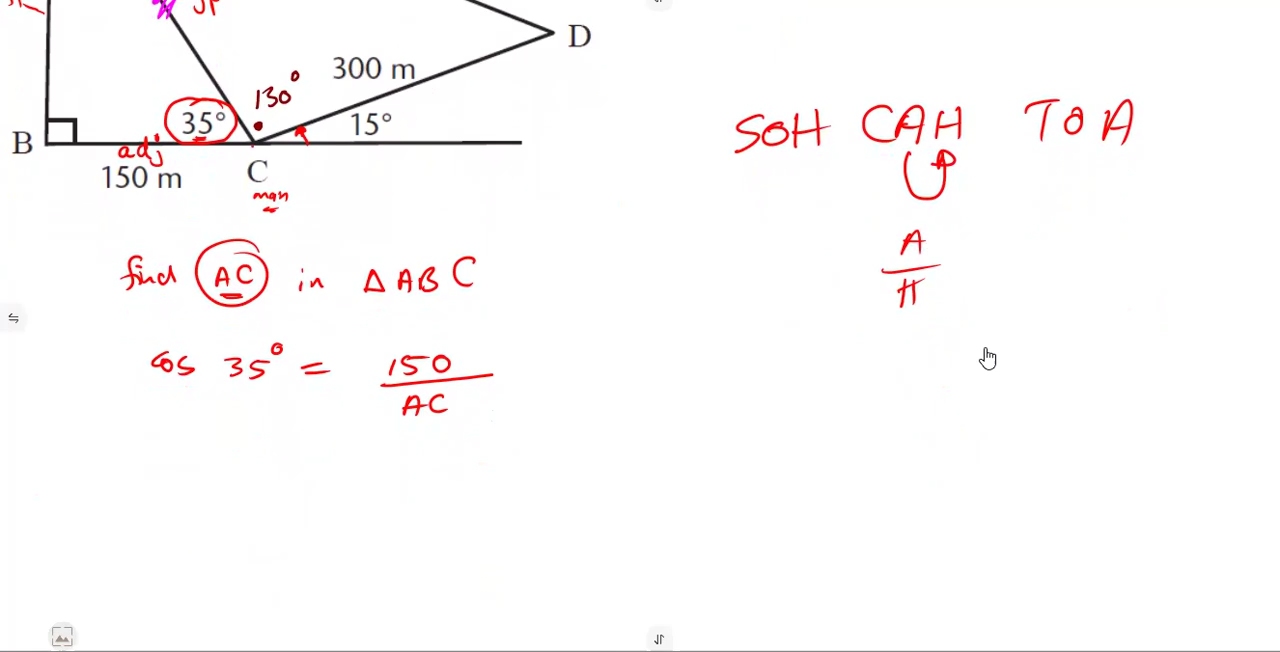 D
300 m
130°
35°
15°
B
adj
150 m
C
man
SOH CAH TOA
A
H
find AC in △ABC
cos 35° = 150
AC